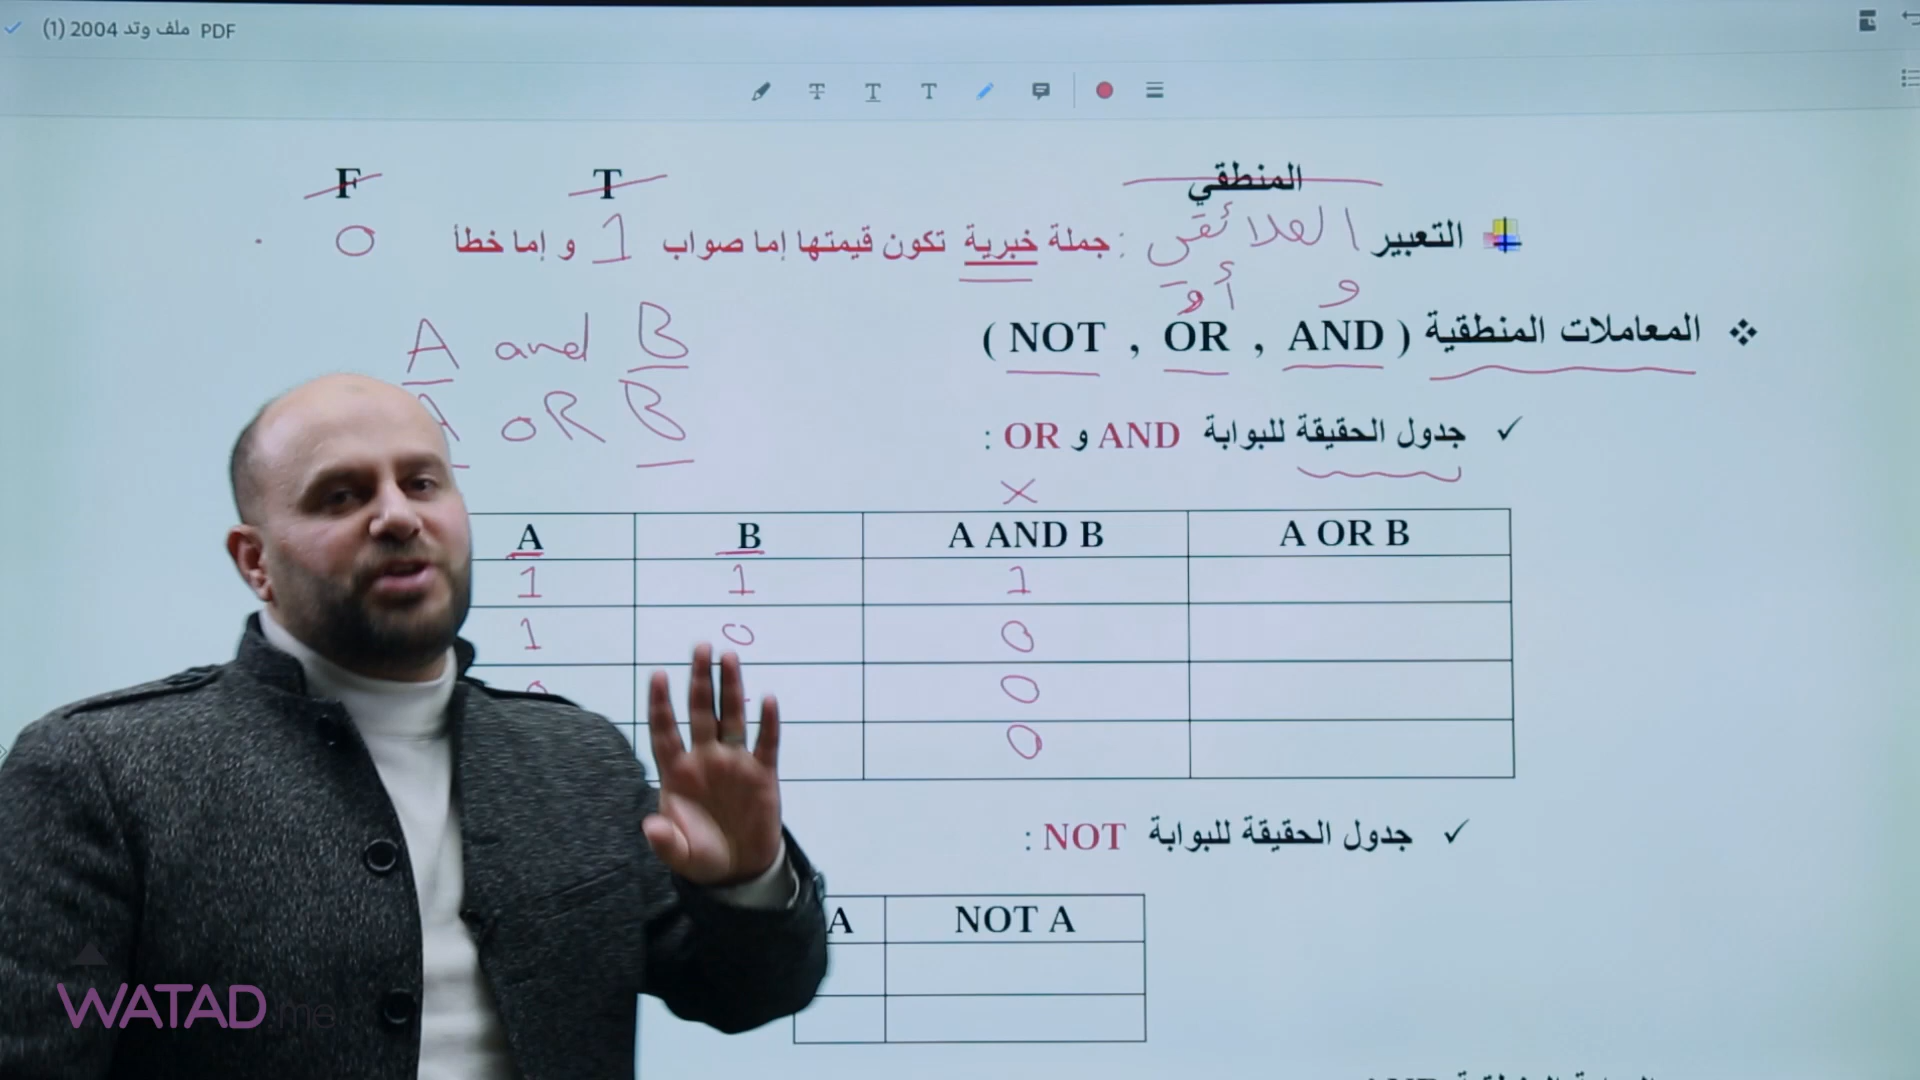 ملف وتد 2004 (1) PDF
T T T
المنطقي T F
التعبير العلائقي : جملة خبرية تكون قيمتها إما صواب 1 و إما خطأ 0
و أو
المعاملات المنطقية ( NOT , OR , AND )
A and B
A OR B
جدول الحقيقة للبوابة AND و OR :
×
A B A AND B A OR B
1 1 1
1 0 0
0 0
0
جدول الحقيقة للبوابة NOT :
A NOT A
WATAD.me